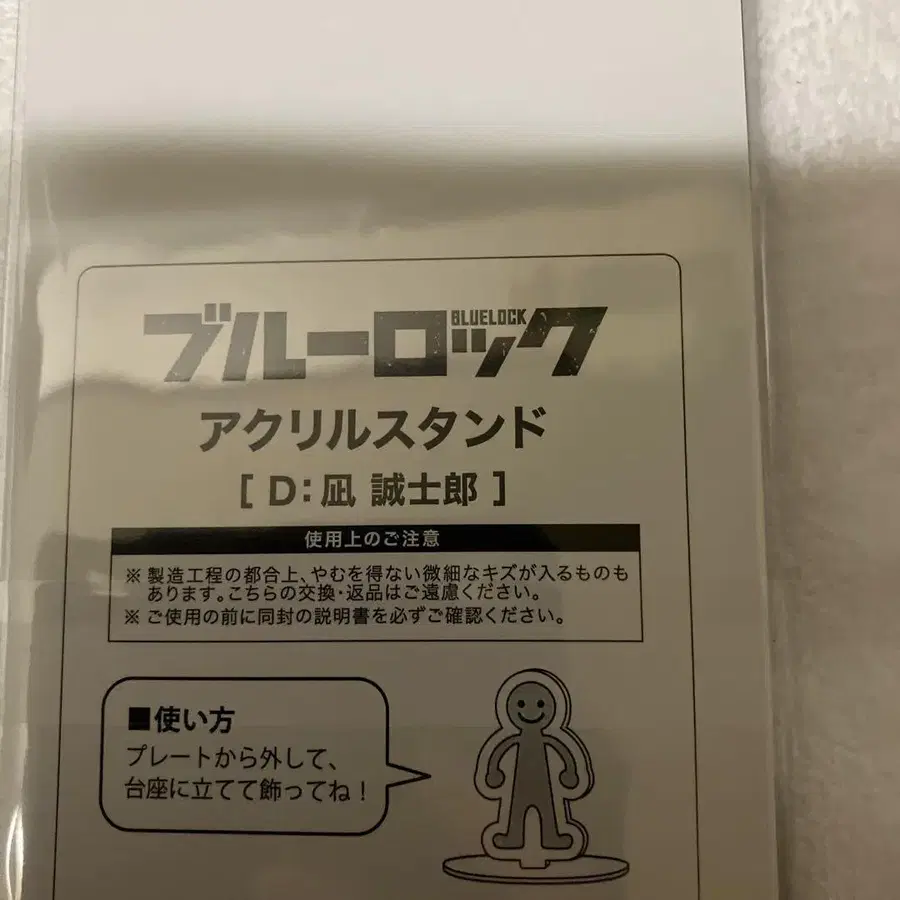 ブルーロック
BLUELOCK
アクリルスタンド
[ D:凪 誠士郎 ]
使用上のご注意
※ 製造工程の都合上、やむを得ない微細なキズが入るものも
あります。こちらの交換・返品はご遠慮ください。
※ ご使用の前に同封の説明書を必ずご確認ください。
■使い方
プレートから外して、
台座に立てて飾ってね！